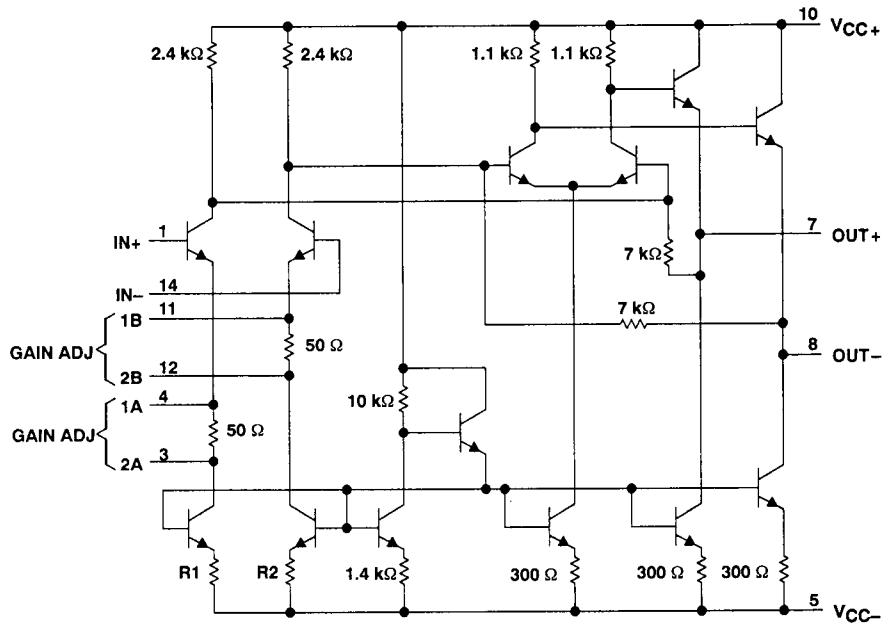 10
VCC+
2.4 kΩ
2.4 kΩ
1.1 kΩ
1.1 kΩ
IN+
1
7
OUT+
7 kΩ
IN−
14
1B
11
GAIN ADJ
50 Ω
7 kΩ
2B
12
8
OUT−
1A
4
GAIN ADJ
50 Ω
10 kΩ
2A
3
R1
R2
1.4 kΩ
300 Ω
300 Ω
300 Ω
5
VCC−